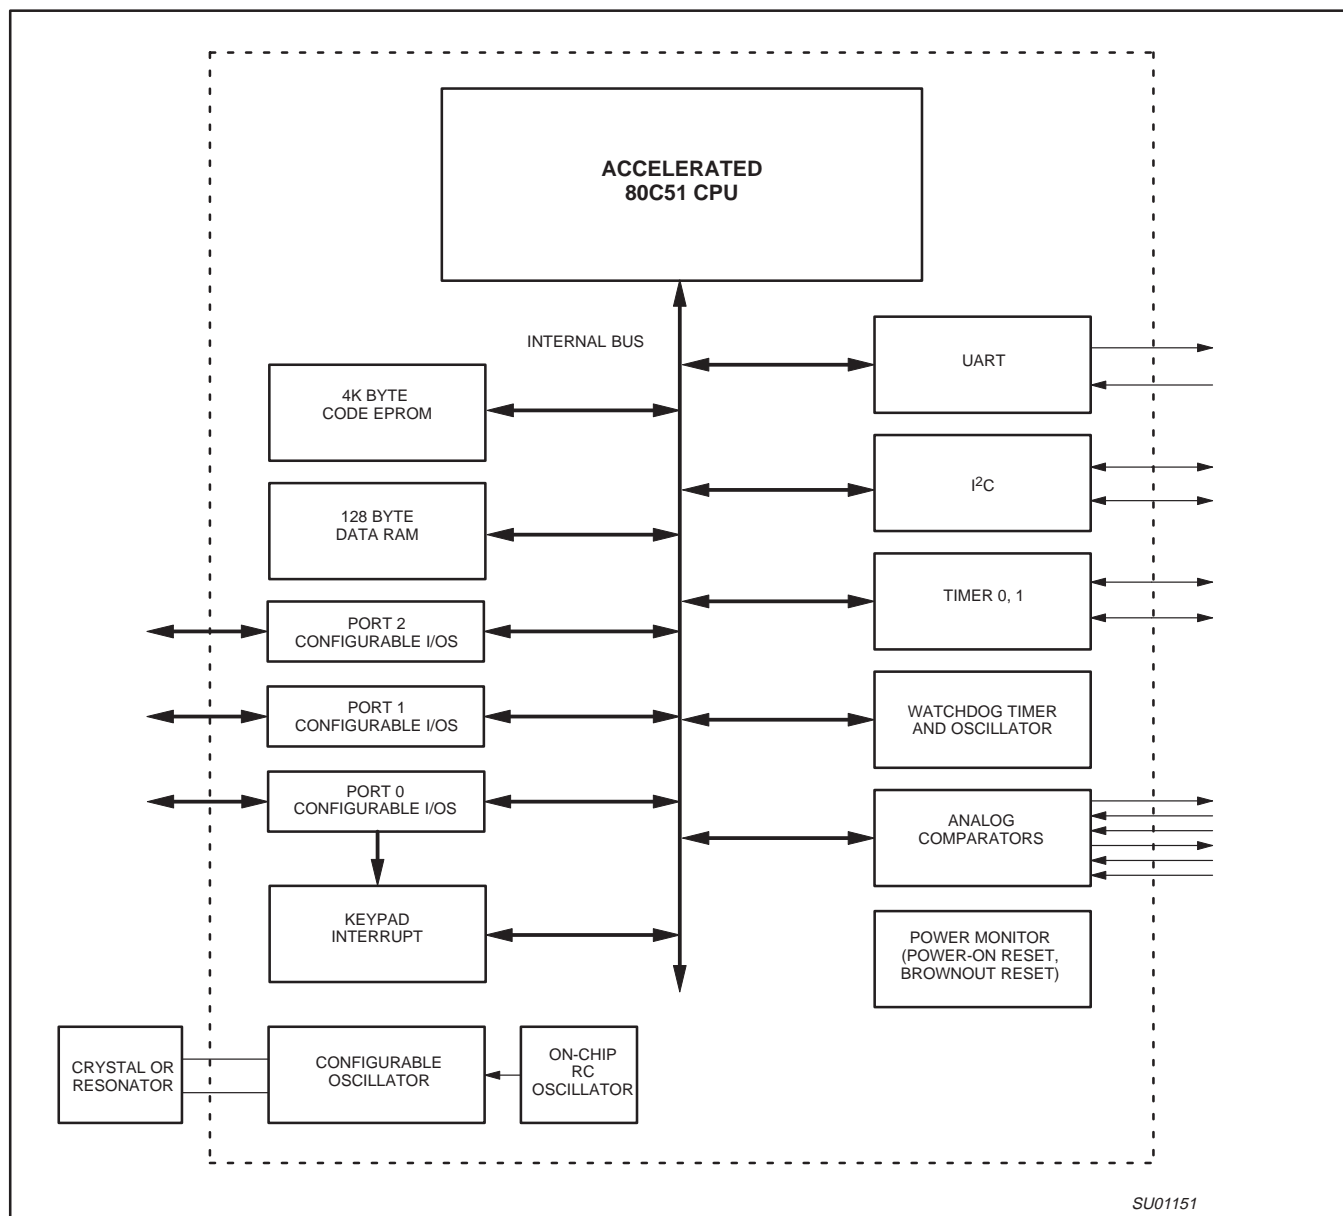 ACCELERATED
80C51 CPU
INTERNAL BUS
UART
4K BYTE
CODE EPROM
I²C
128 BYTE
DATA RAM
TIMER 0, 1
PORT 2
CONFIGURABLE I/OS
PORT 1
CONFIGURABLE I/OS
WATCHDOG TIMER
AND OSCILLATOR
PORT 0
CONFIGURABLE I/OS
ANALOG
COMPARATORS
KEYPAD
INTERRUPT
POWER MONITOR
(POWER-ON RESET,
BROWNOUT RESET)
CRYSTAL OR
RESONATOR
CONFIGURABLE
OSCILLATOR
ON-CHIP
RC
OSCILLATOR
SU01151